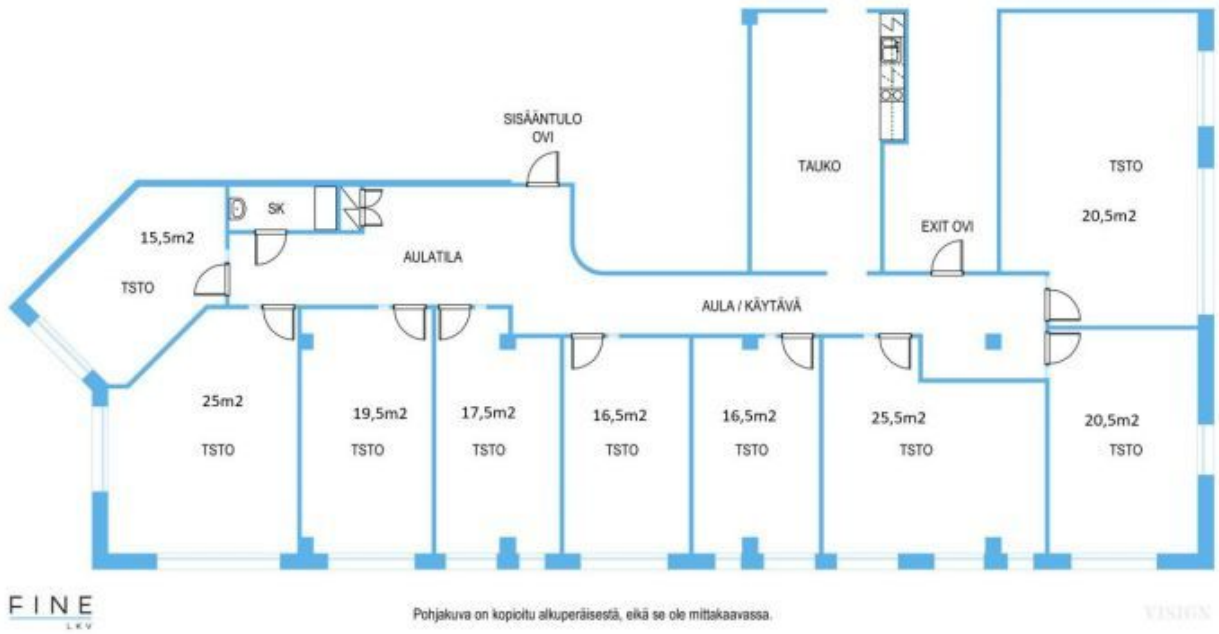 SISÄÄNTULO
OVI
TAUKO
TSTO
20,5m2
SK
15,5m2
TSTO
EXIT OVI
AULATILA
AULA / KÄYTÄVÄ
25m2
TSTO
19,5m2
TSTO
17,5m2
TSTO
16,5m2
TSTO
16,5m2
TSTO
25,5m2
TSTO
20,5m2
TSTO
FINE
LKV
Pohjakuva on kopioitu alkuperäisestä, eikä se ole mittakaavassa.
VISIGN